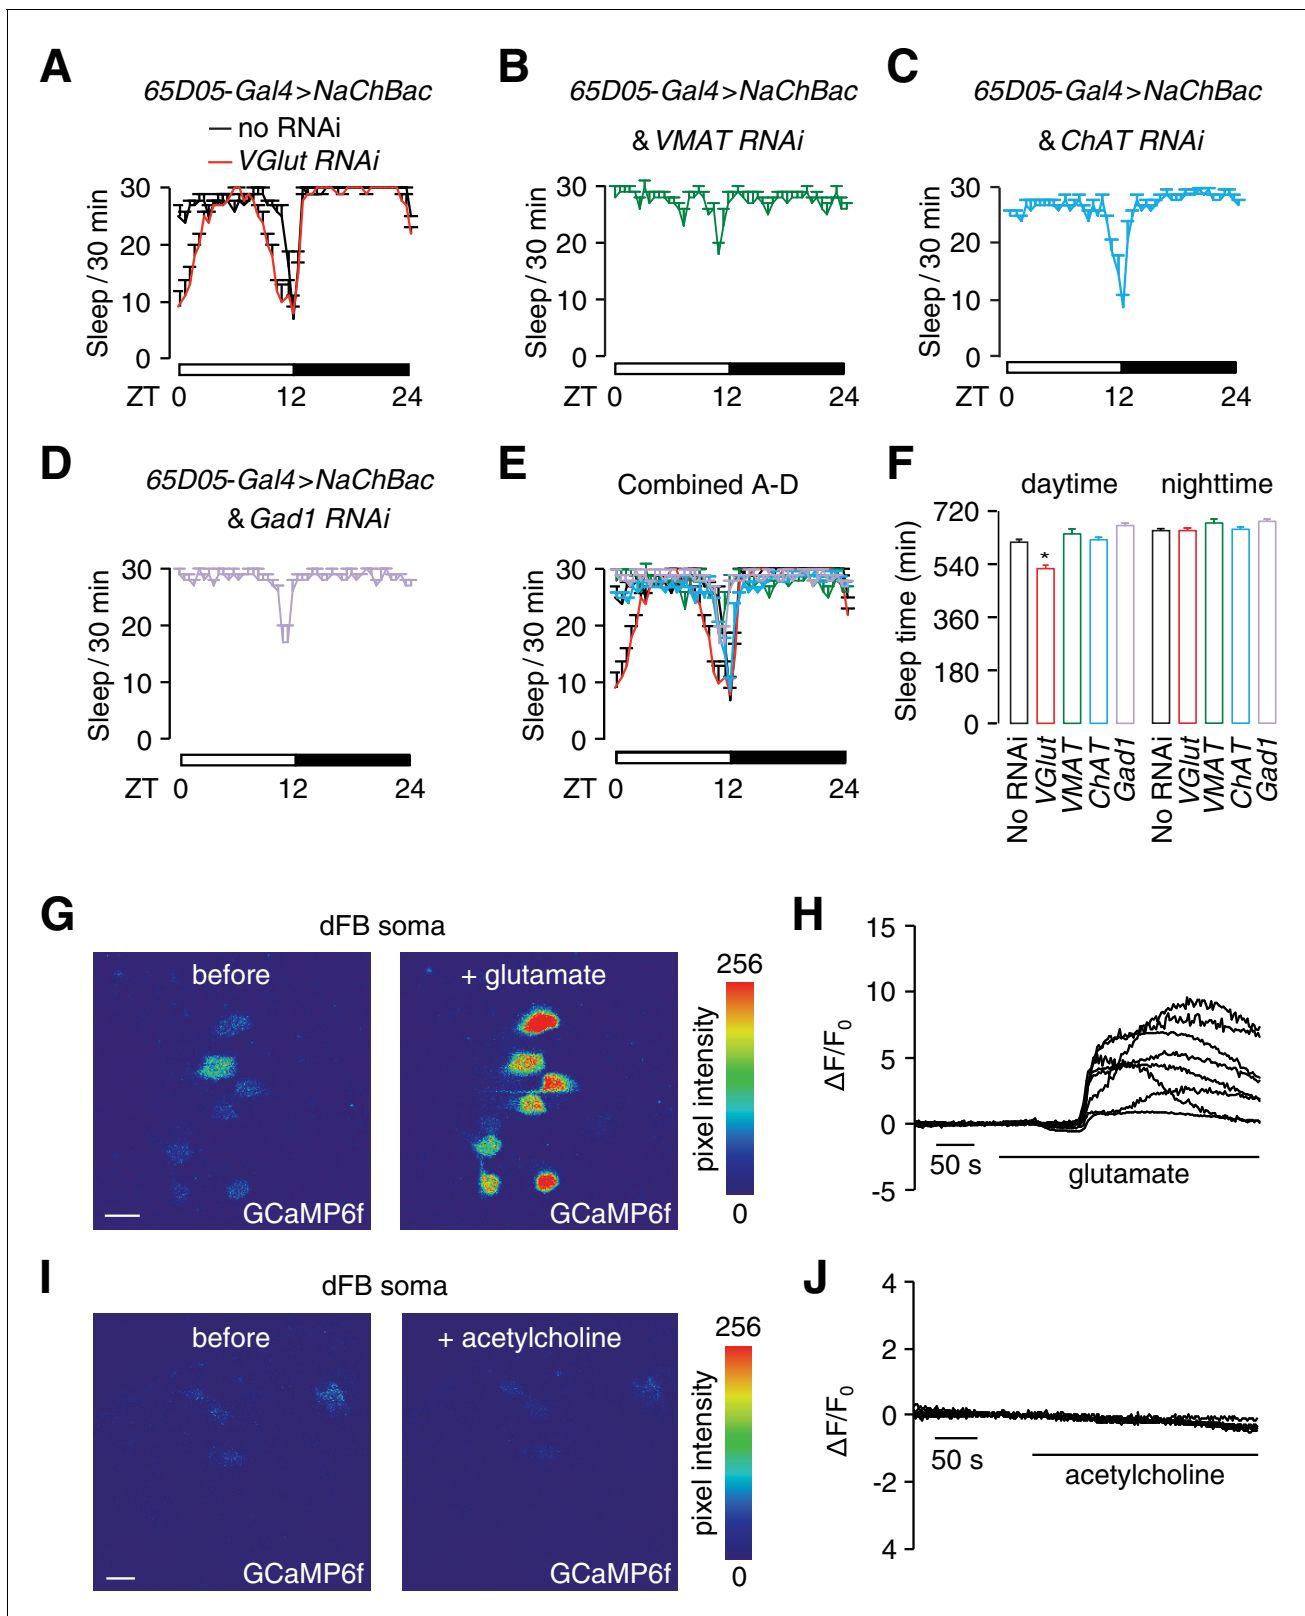 A
65D05-Gal4>NaChBac
no RNAi
VGlut RNAi
Sleep / 30 min
30
20
10
0
ZT 0 12 24
B
65D05-Gal4>NaChBac
& VMAT RNAi
Sleep / 30 min
30
20
10
0
ZT 0 12 24
C
65D05-Gal4>NaChBac
& ChAT RNAi
Sleep / 30 min
30
20
10
0
ZT 0 12 24
D
65D05-Gal4>NaChBac
& Gad1 RNAi
Sleep / 30 min
30
20
10
0
ZT 0 12 24
E
Combined A-D
Sleep / 30 min
30
20
10
0
ZT 0 12 24
F
daytime nighttime
Sleep time (min)
720
540
360
180
0
*
No RNAi
VGlut
VMAT
ChAT
Gad1
No RNAi
VGlut
VMAT
ChAT
Gad1
G
dFB soma
before
GCaMP6f
+ glutamate
GCaMP6f
pixel intensity
256
0
H
ΔF/F0
15
10
5
0
-5
50 s
glutamate
I
dFB soma
before
GCaMP6f
+ acetylcholine
GCaMP6f
pixel intensity
256
0
J
ΔF/F0
4
2
0
-2
4
50 s
acetylcholine